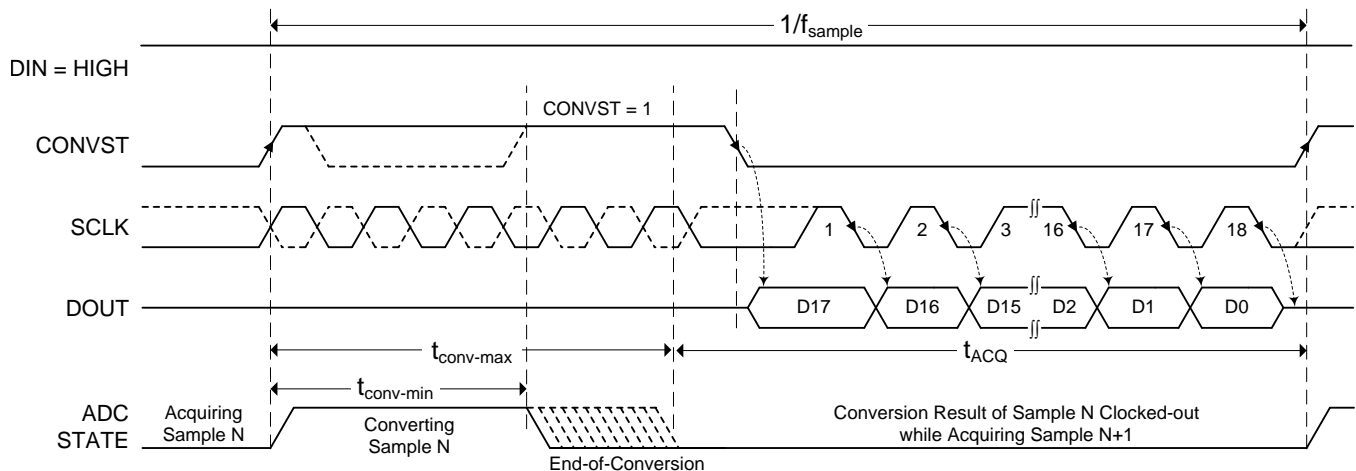 1/fsample
DIN = HIGH
CONVST = 1
CONVST
SCLK
1 2 3 16 17 18
DOUT
D17 D16 D15 D2 D1 D0
tconv-max
tACQ
tconv-min
ADC
STATE
Acquiring
Sample N
Converting
Sample N
End-of-Conversion
Conversion Result of Sample N Clocked-out
while Acquiring Sample N+1